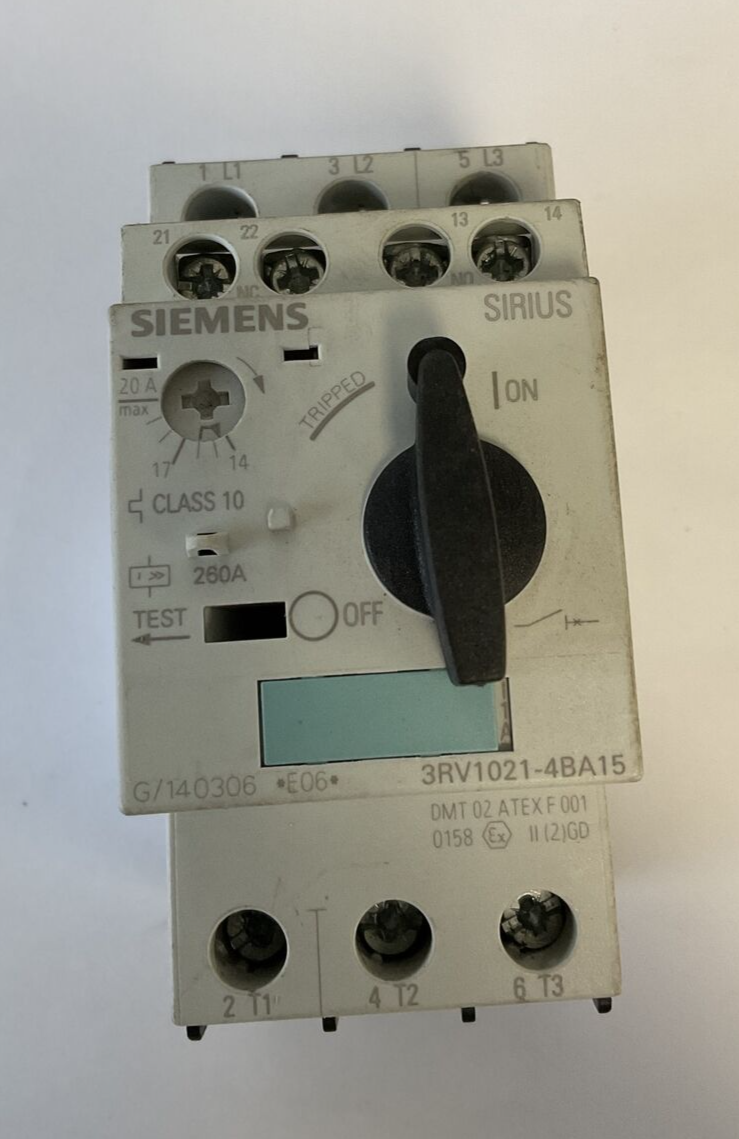 1 L1 3 L2 5 L3
21 22 13 14
NC NO
SIEMENS SIRIUS
20 A
max
TRIPPED
ON
17 14
CLASS 10
260A
TEST OFF
G/140306 *E06* 3RV1021-4BA15
DMT 02 ATEX F 001
0158 Ex II (2)GD
2 T1 4 T2 6 T3